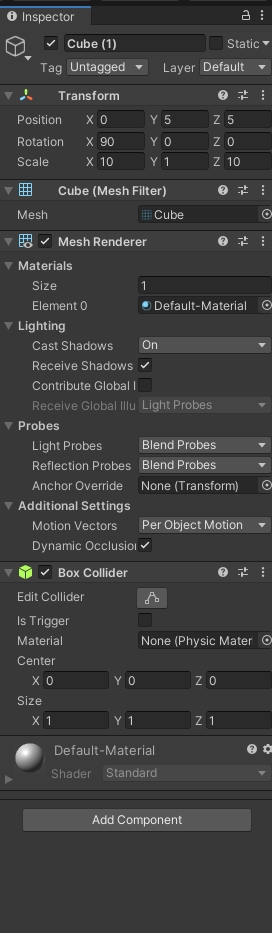 Inspector
Cube (1) Static
Tag Untagged Layer Default
Transform
Position X 0 Y 5 Z 5
Rotation X 90 Y 0 Z 0
Scale X 10 Y 1 Z 10
Cube (Mesh Filter)
Mesh Cube
Mesh Renderer
Materials
Size 1
Element 0 Default-Material
Lighting
Cast Shadows On
Receive Shadows
Contribute Global I
Receive Global Illu Light Probes
Probes
Light Probes Blend Probes
Reflection Probes Blend Probes
Anchor Override None (Transform)
Additional Settings
Motion Vectors Per Object Motion
Dynamic Occlusion
Box Collider
Edit Collider
Is Trigger
Material None (Physic Mater
Center
X 0 Y 0 Z 0
Size
X 1 Y 1 Z 1
Default-Material
Shader Standard
Add Component